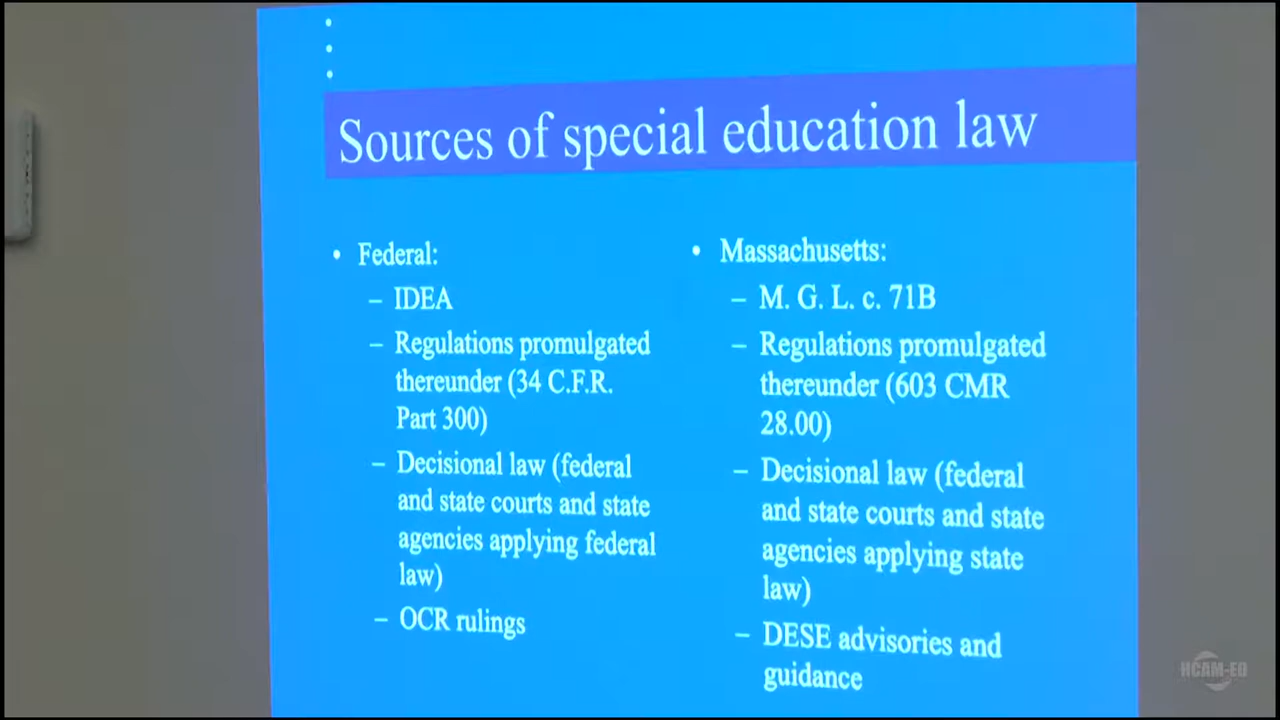 Sources of special education law
• Federal:
– IDEA
– Regulations promulgated
thereunder (34 C.F.R.
Part 300)
– Decisional law (federal
and state courts and state
agencies applying federal
law)
– OCR rulings
• Massachusetts:
– M. G. L. c. 71B
– Regulations promulgated
thereunder (603 CMR
28.00)
– Decisional law (federal
and state courts and state
agencies applying state
law)
– DESE advisories and
guidance
HCAM-ED